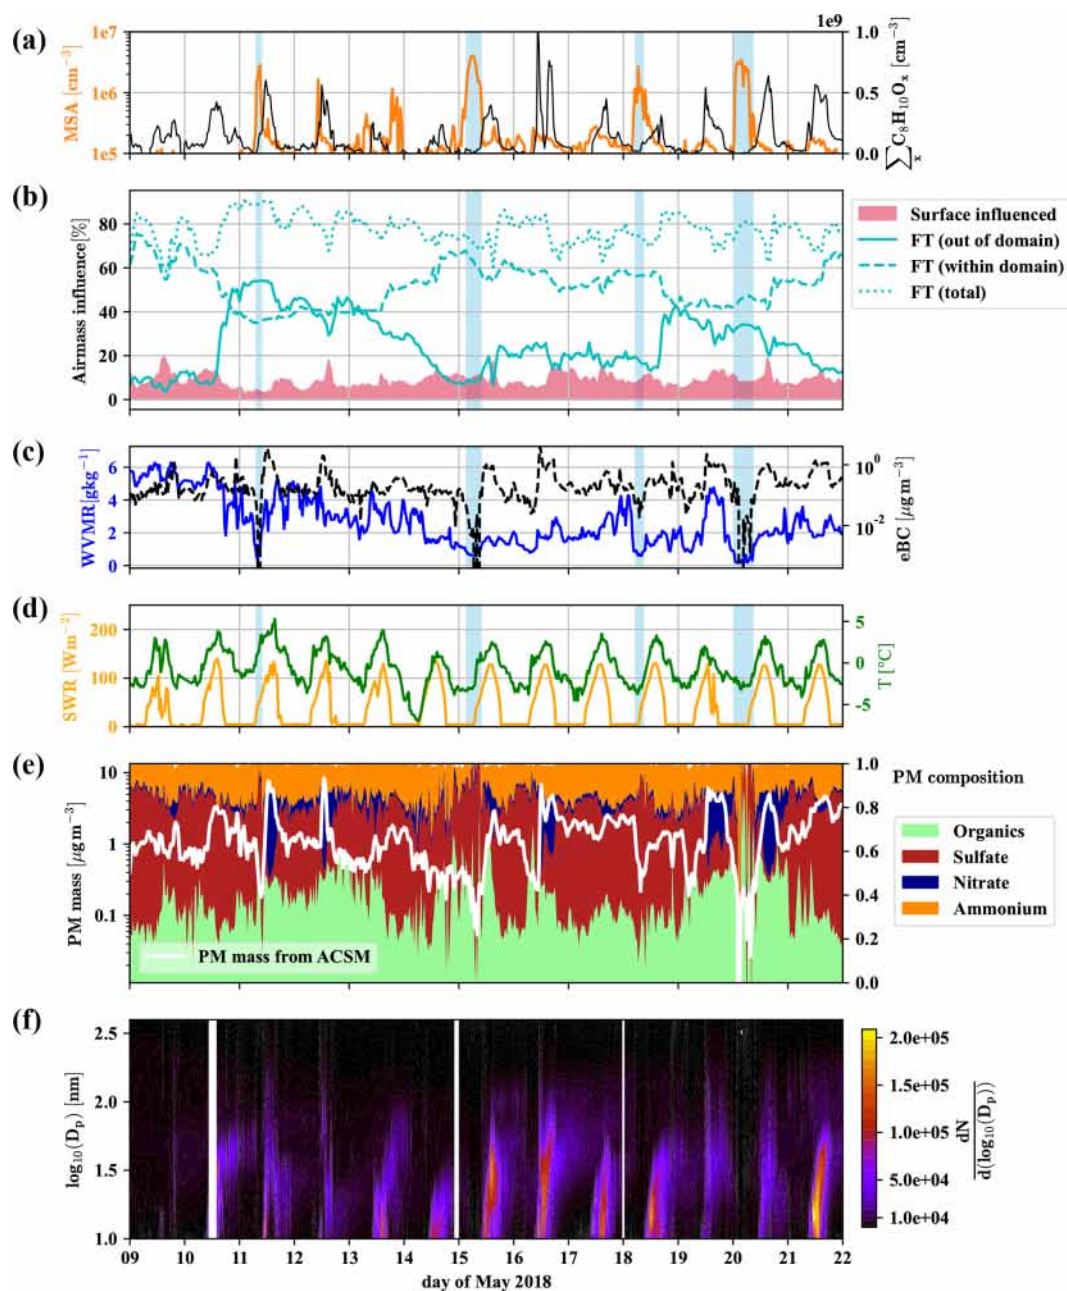 (a)
1e9
MSA [cm⁻³]
1e7
1e6
1e5
1.0
0.5
0.0
∑ₓ C₈H₁₀Oₓ [cm⁻³]
(b)
Airmass influence[%]
80
60
40
20
0
Surface influenced
FT (out of domain)
FT (within domain)
FT (total)
(c)
WVMR[gkg⁻¹]
6
4
2
0
10⁰
10⁻²
eBC [μg m⁻³]
(d)
SWR [Wm⁻²]
200
100
0
5
0
-5
T [°C]
(e)
PM mass [μgm⁻³]
10
1
0.1
1.0
0.8
0.6
0.4
0.2
0.0
PM mass from ACSM
PM composition
Organics
Sulfate
Nitrate
Ammonium
(f)
log₁₀(Dₚ) [nm]
2.5
2.0
1.5
1.0
09 10 11 12 13 14 15 16 17 18 19 20 21 22
day of May 2018
2.0e+05
1.5e+05
1.0e+05
5.0e+04
1.0e+04
dN
d(log₁₀(Dₚ))